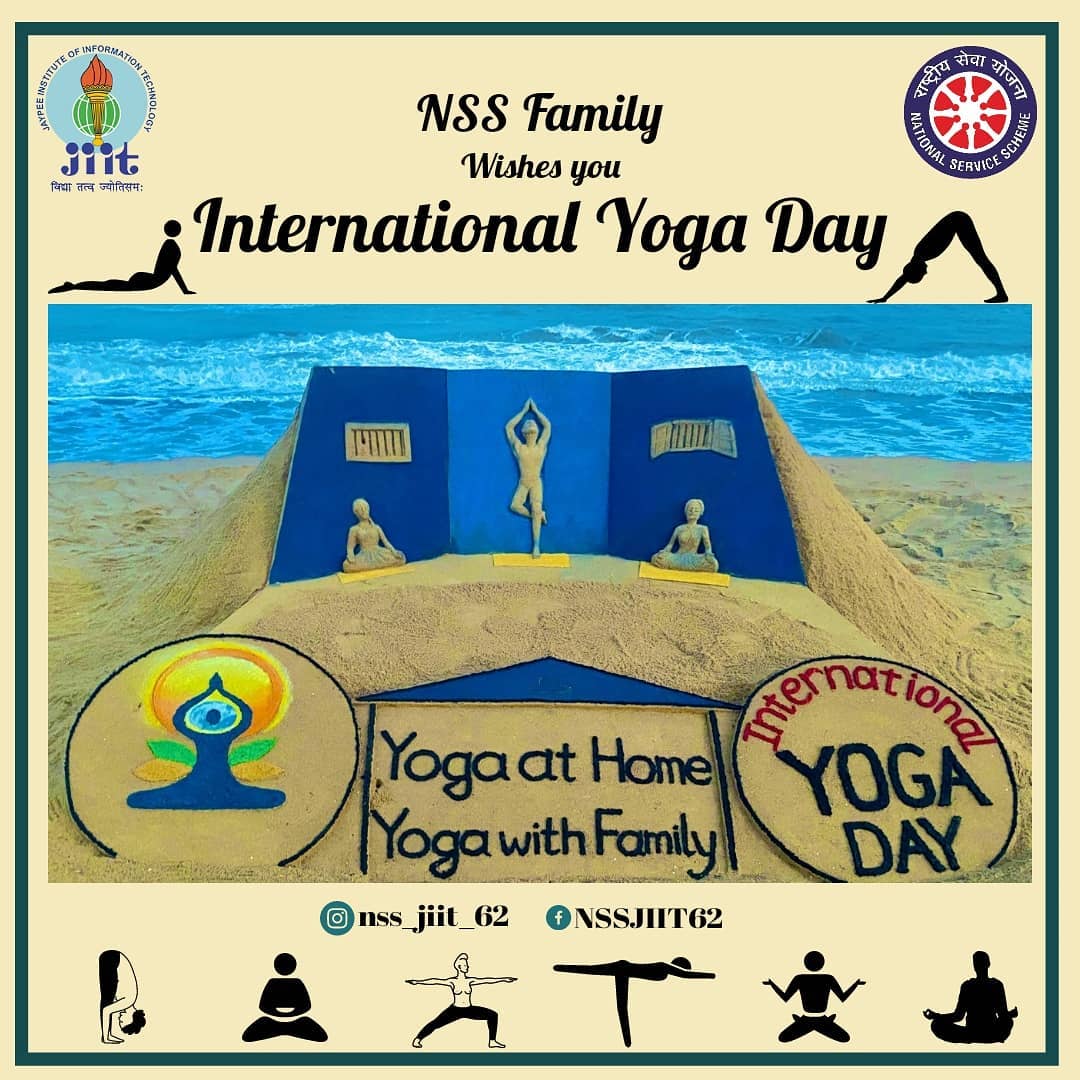 JAYPEE INSTITUTE OF INFORMATION TECHNOLOGY
jiit
विद्या तत्व ज्योतिसमः
राष्ट्रीय सेवा योजना
NATIONAL SERVICE SCHEME
NSS Family
Wishes you
International Yoga Day
Yoga at Home
Yoga with Family
International
YOGA
DAY
nss_jiit_62
NSSJIIT62